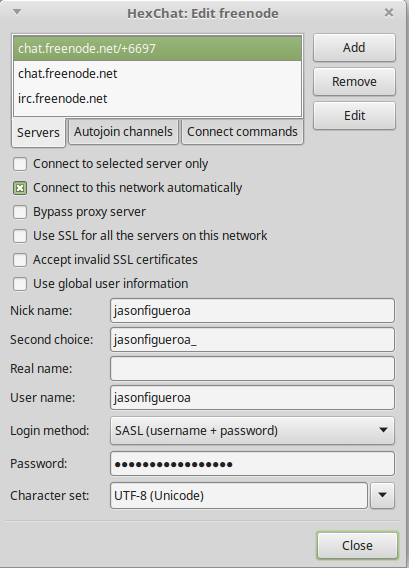 HexChat: Edit freenode
chat.freenode.net/+6697
chat.freenode.net
irc.freenode.net
Add
Remove
Edit
Servers Autojoin channels Connect commands
Connect to selected server only
Connect to this network automatically
Bypass proxy server
Use SSL for all the servers on this network
Accept invalid SSL certificates
Use global user information
Nick name: jasonfigueroa
Second choice: jasonfigueroa_
Real name:
User name: jasonfigueroa
Login method: SASL (username + password)
Password: •••••••••••••••••
Character set: UTF-8 (Unicode)
Close